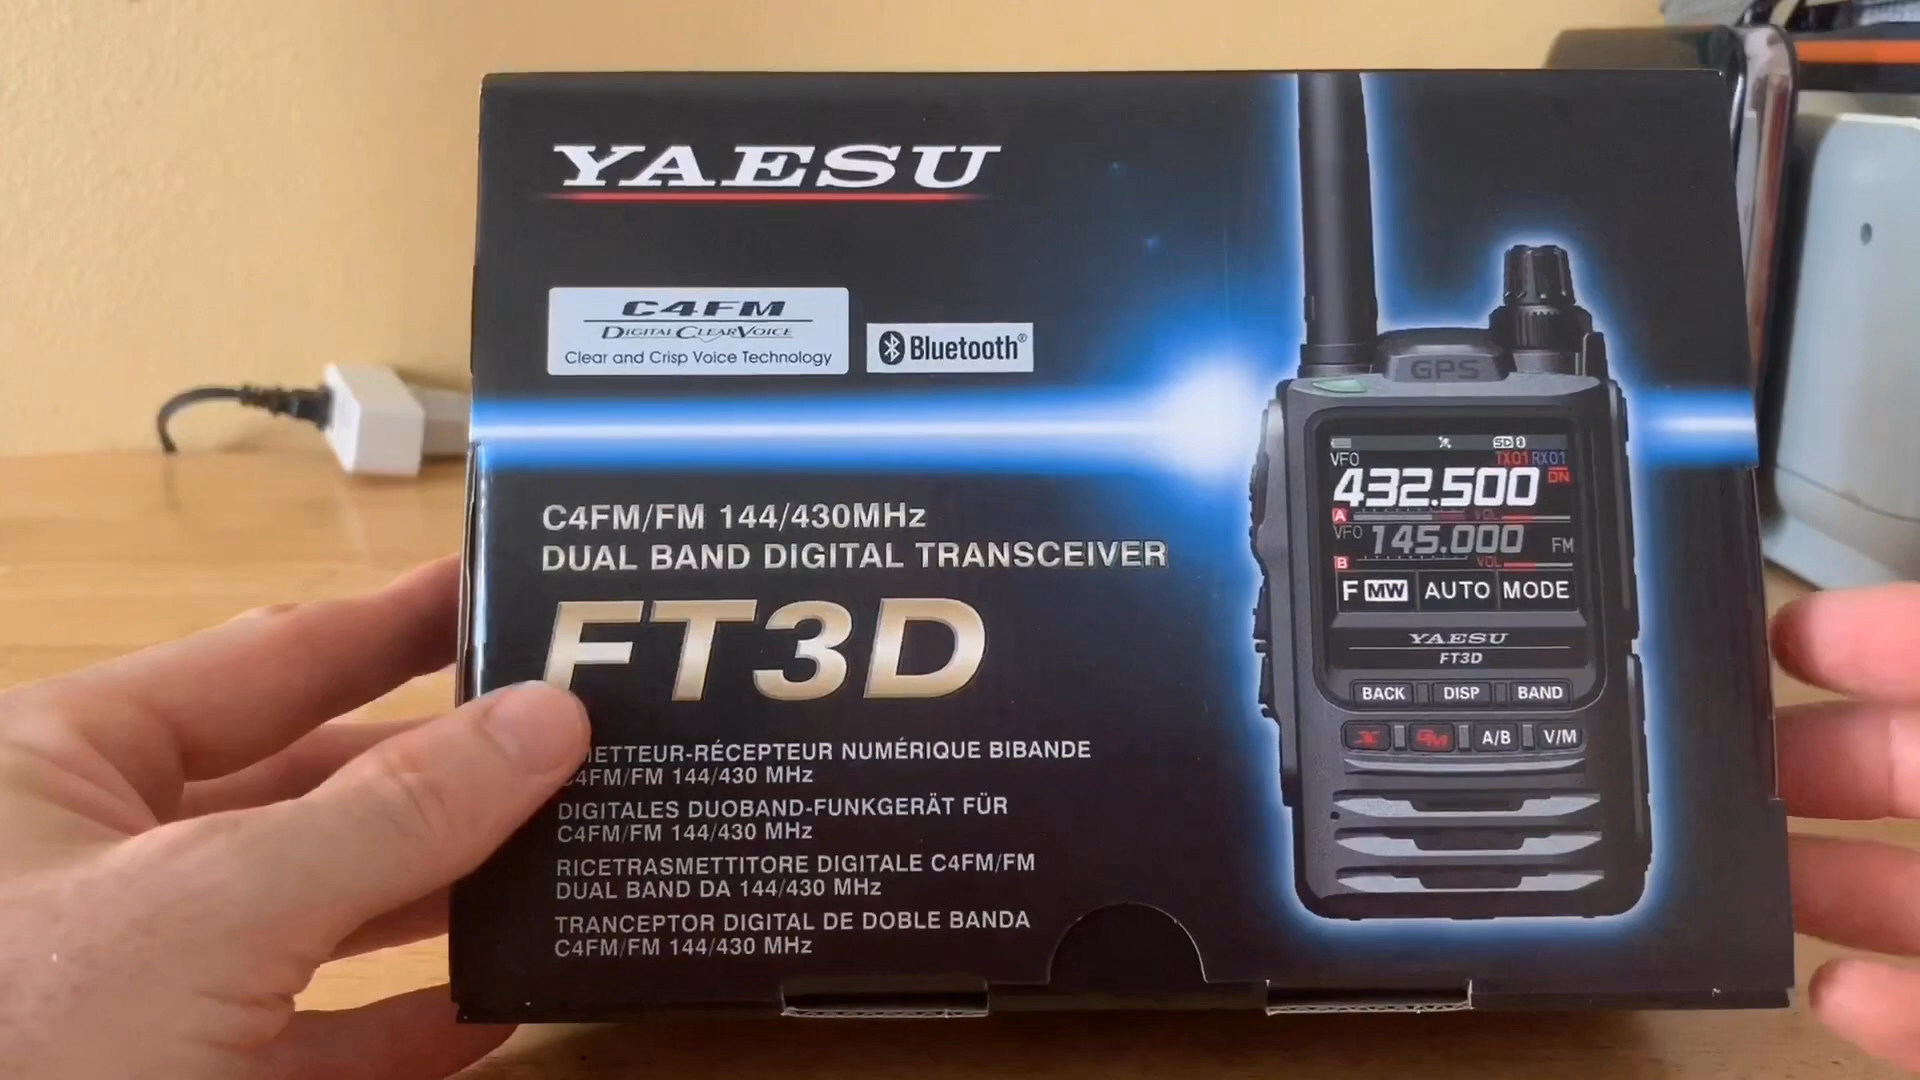 YAESU
C4FM
DIGITAL CLEAR VOICE
Clear and Crisp Voice Technology
Bluetooth®
C4FM/FM 144/430MHz
DUAL BAND DIGITAL TRANSCEIVER
FT3D
METTEUR-RÉCEPTEUR NUMÉRIQUE BIBANDE
C4FM/FM 144/430 MHz
DIGITALES DUOBAND-FUNKGERÄT FÜR
C4FM/FM 144/430 MHz
RICETRASMETTITORE DIGITALE C4FM/FM
DUAL BAND DA 144/430 MHz
TRANCEPTOR DIGITAL DE DOBLE BANDA
C4FM/FM 144/430 MHz
GPS
SD
VFO TX01 RX01
432.500 DN
A VOL
VFO 145.000 FM
B VOL
F MW AUTO MODE
YAESU
FT3D
BACK DISP BAND
X GM A/B V/M